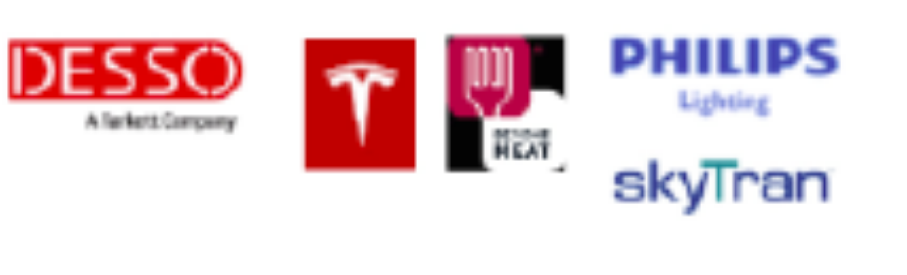 DESSO
A Tarkett Company
BEYOND
MEAT
PHILIPS
Lighting
skyTran